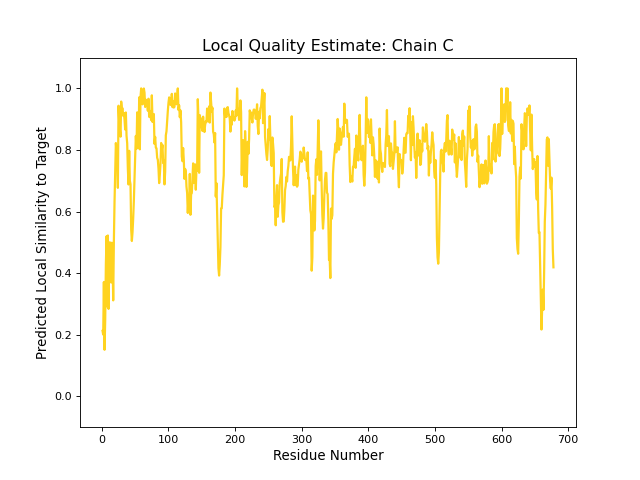 Local Quality Estimate: Chain C
Predicted Local Similarity to Target
1.0
0.8
0.6
0.4
0.2
0.0
0 100 200 300 400 500 600 700
Residue Number